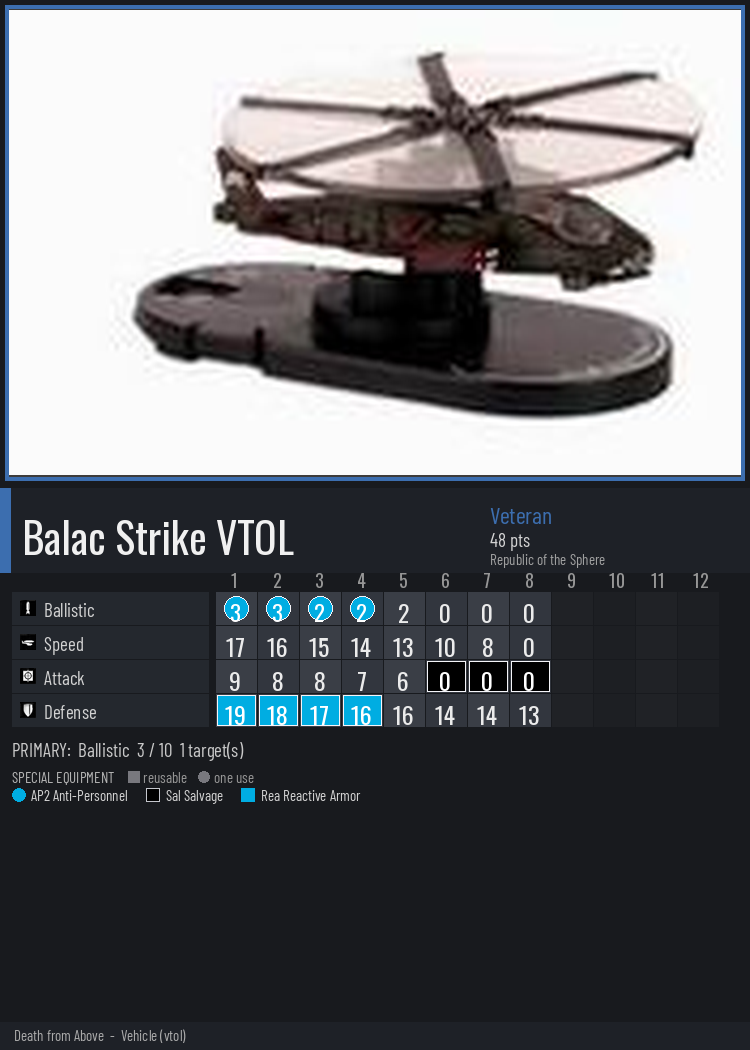 Balac Strike VTOL
Veteran
48 pts
Republic of the Sphere
1 2 3 4 5 6 7 8 9 10 11 12
Ballistic 3 3 2 2 2 0 0 0
Speed 17 16 15 14 13 10 8 0
Attack 9 8 8 7 6 0 0 0
Defense 19 18 17 16 16 14 14 13
PRIMARY: Ballistic 3 / 10 1 target(s)
SPECIAL EQUIPMENT reusable one use
AP2 Anti-Personnel Sal Salvage Rea Reactive Armor
Death from Above - Vehicle (vtol)